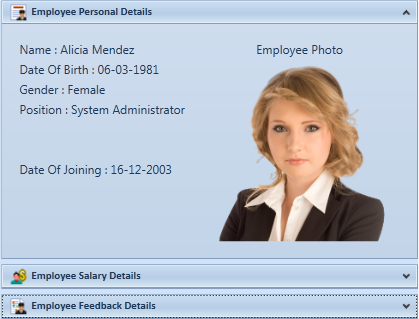 Employee Personal Details
Name : Alicia Mendez
Employee Photo
Date Of Birth : 06-03-1981
Gender : Female
Position : System Administrator
Date Of Joining : 16-12-2003
Employee Salary Details
Employee Feedback Details